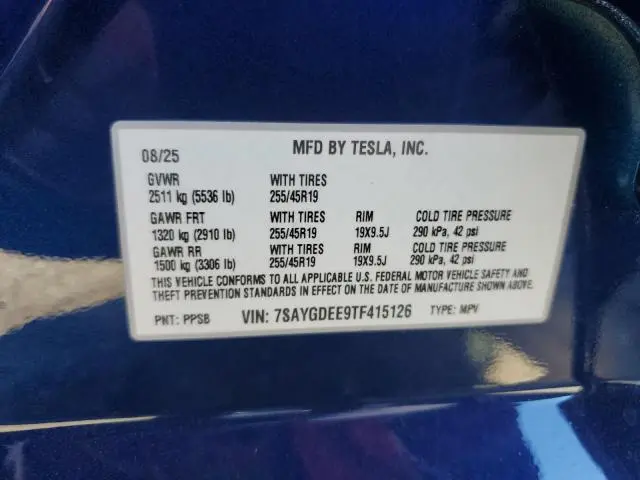 08/25 MFD BY TESLA, INC.
GVWR WITH TIRES
2511 kg (5536 lb) 255/45R19
GAWR FRT WITH TIRES RIM COLD TIRE PRESSURE
1320 kg (2910 lb) 255/45R19 19X9.5J 290 kPa, 42 psi
GAWR RR WITH TIRES RIM COLD TIRE PRESSURE
1500 kg (3306 lb) 255/45R19 19X9.5J 290 kPa, 42 psi
THIS VEHICLE CONFORMS TO ALL APPLICABLE U.S. FEDERAL MOTOR VEHICLE SAFETY AND
THEFT PREVENTION STANDARDS IN EFFECT ON THE DATE OF MANUFACTURE SHOWN ABOVE.
PNT: PPSB VIN: 7SAYGDEE9TF415126 TYPE: MPV